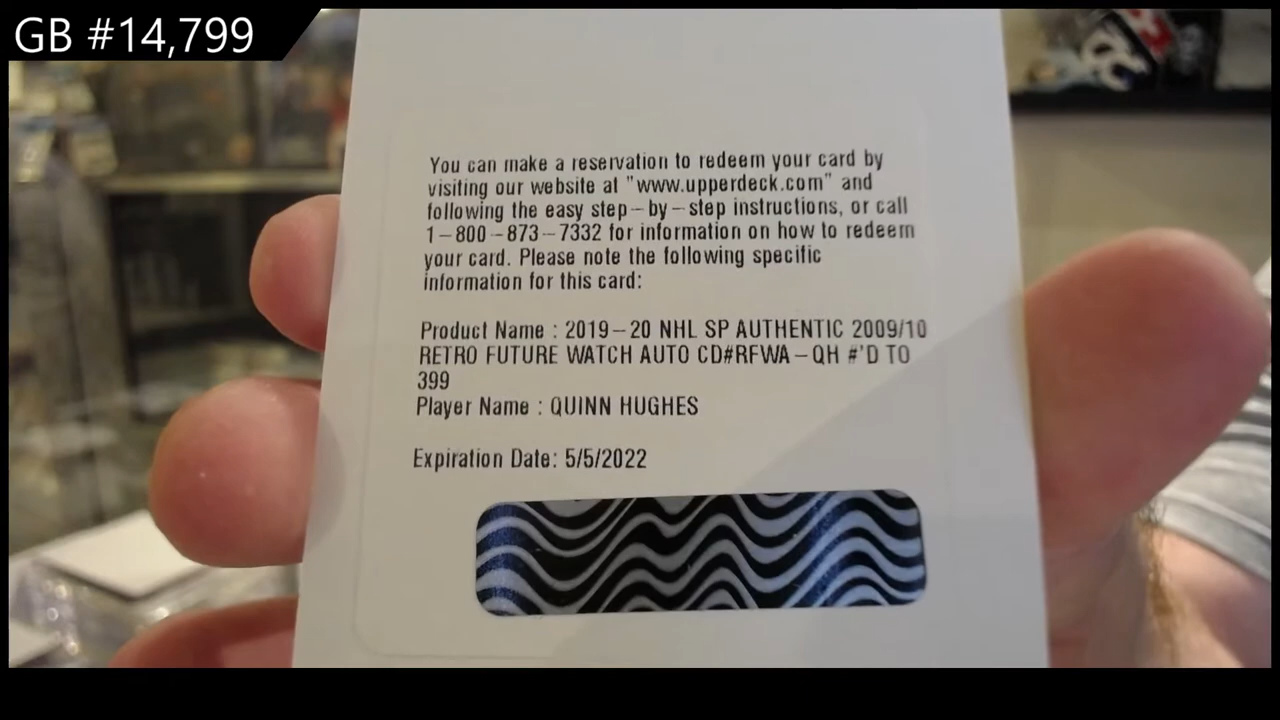 GB #14,799
You can make a reservation to redeem your card by
visiting our website at "www.upperdeck.com" and
following the easy step-by-step instructions, or call
1-800-873-7332 for information on how to redeem
your card. Please note the following specific
information for this card:
Product Name : 2019-20 NHL SP AUTHENTIC 2009/10
RETRO FUTURE WATCH AUTO CD#RFWA-QH #'D TO
399
Player Name : QUINN HUGHES
Expiration Date: 5/5/2022